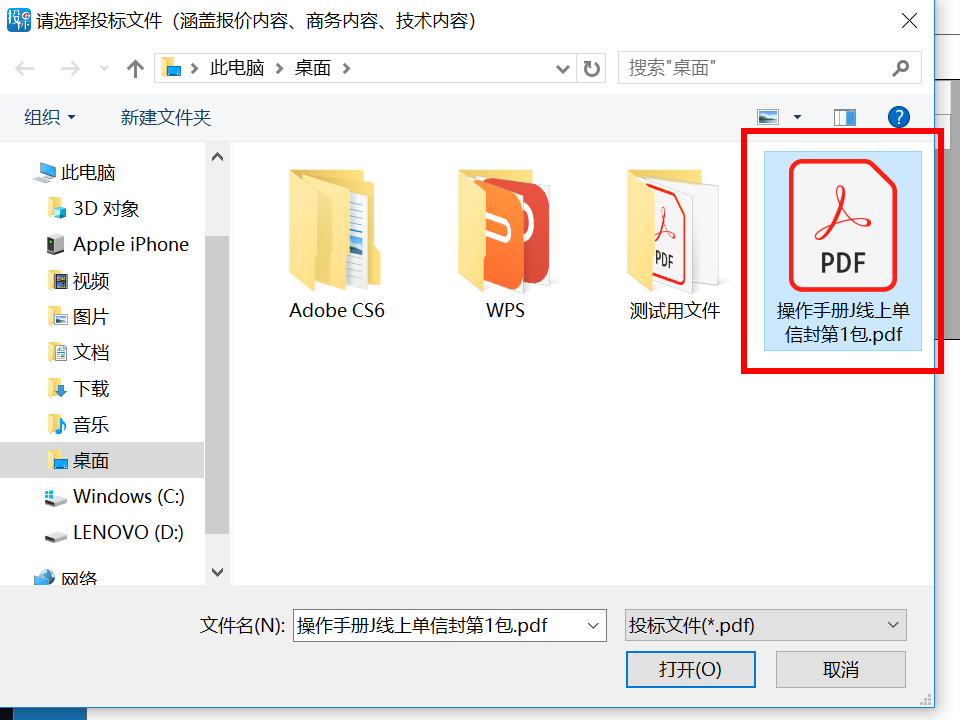 请选择投标文件（涵盖报价内容、商务内容、技术内容）
此电脑 桌面
搜索"桌面"
组织 新建文件夹
此电脑
3D 对象
Apple iPhone
视频
图片
文档
下载
音乐
桌面
Windows (C:)
LENOVO (D:)
网络
Adobe CS6
WPS
PDF
测试用文件
PDF
操作手册J线上单
信封第1包.pdf
文件名(N): 操作手册J线上单信封第1包.pdf 投标文件(*.pdf)
打开(O) 取消